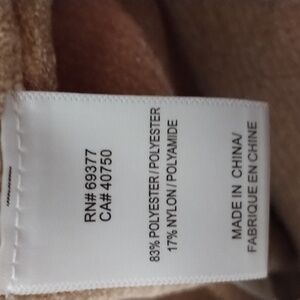 RN# 69377
CA# 40750
83% POLYESTER / POLYESTER
17% NYLON / POLYAMIDE
MADE IN CHINA/
FABRIQUE EN CHINE